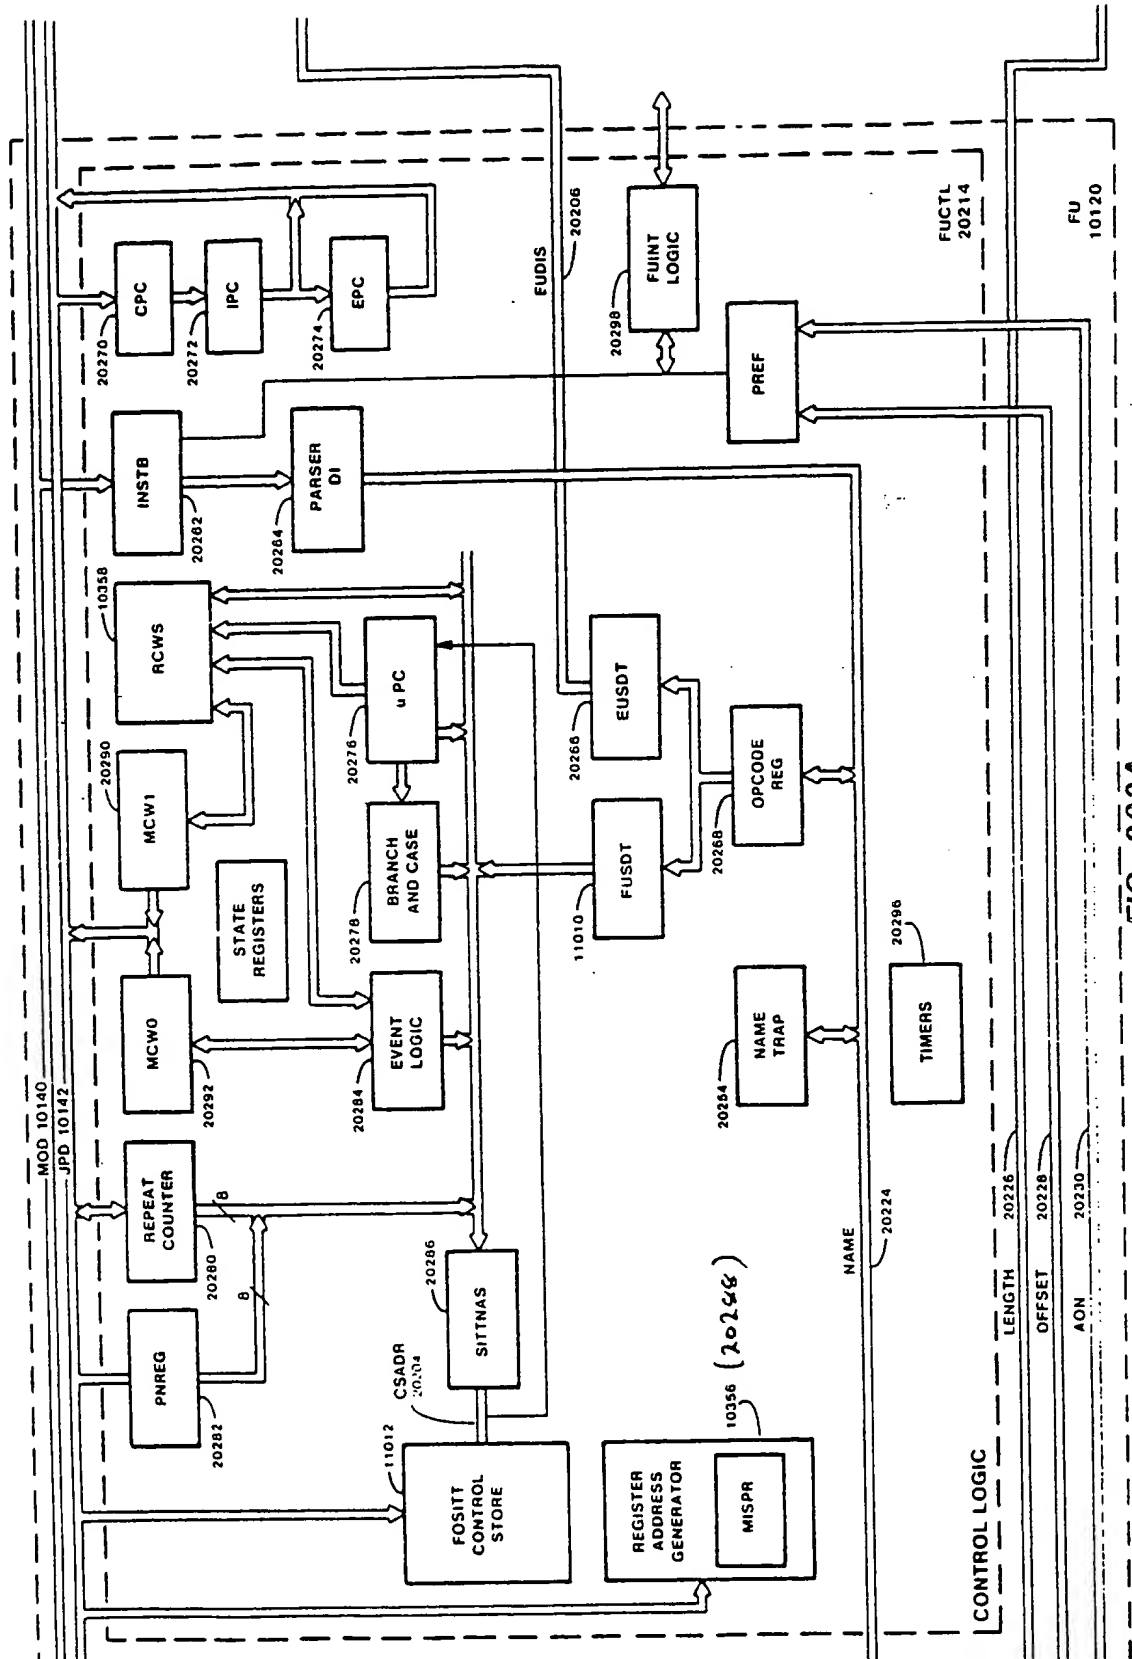 MOD 10140
JPD 10142
PNREG
20282
REPEAT
COUNTER
20280
8
8
MCW0
20292
STATE
REGISTERS
MCW1
20290
RCWS
10358
INSTB
20262
CPC
20270
IPC
20272
EPC
20274
PARSER
DI
20264
FOSITT
CONTROL
STORE
11012
CSADR
20204
SITTNAS
20286
EVENT
LOGIC
20284
BRANCH
AND CASE
20278
u PC
20276
FUSDT
11010
EUSDT
20266
FUDIS
20206
FUINT
LOGIC
20298
REGISTER
ADDRESS
GENERATOR
MISPR
10356
(20288)
NAME
TRAP
20254
OPCODE
REG
20268
PREF
NAME
20224
TIMERS
20296
CONTROL LOGIC
FUCTL
20214
LENGTH
20226
OFFSET
20228
AON
20230
FU
10120